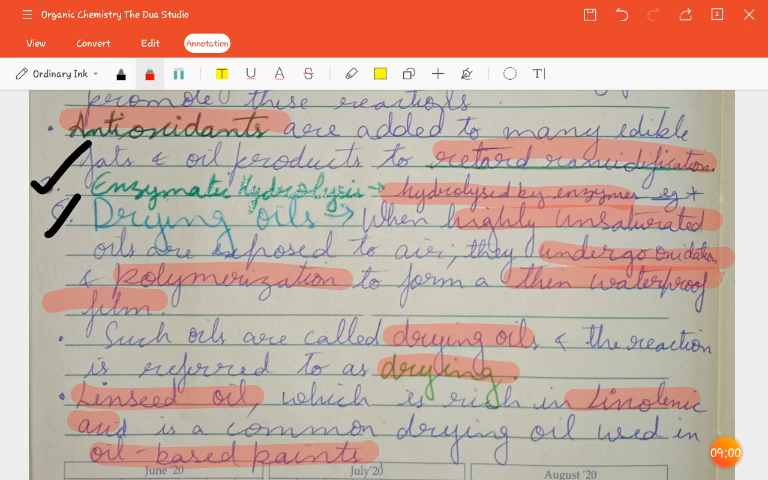 Organic Chemistry The Dua Studio
View Convert Edit Annotation
Ordinary Ink
promote these reactions.
• Antioxidants are added to many edible
fats & oil products to retard rancidification.
Enzymatic Hydrolysis → hydrolysed by enzymes eg *
Drying oils → When highly unsaturated
oils are exposed to air, they undergo oxidation
& polymerization to form a then waterproof
film.
• Such oils are called drying oils & the reaction
is referred to as drying
• Linseed oil, which is rich in Linolenic
acid is a common drying oil used in
oil-based paints
June '20 July'20 August '20
09:00